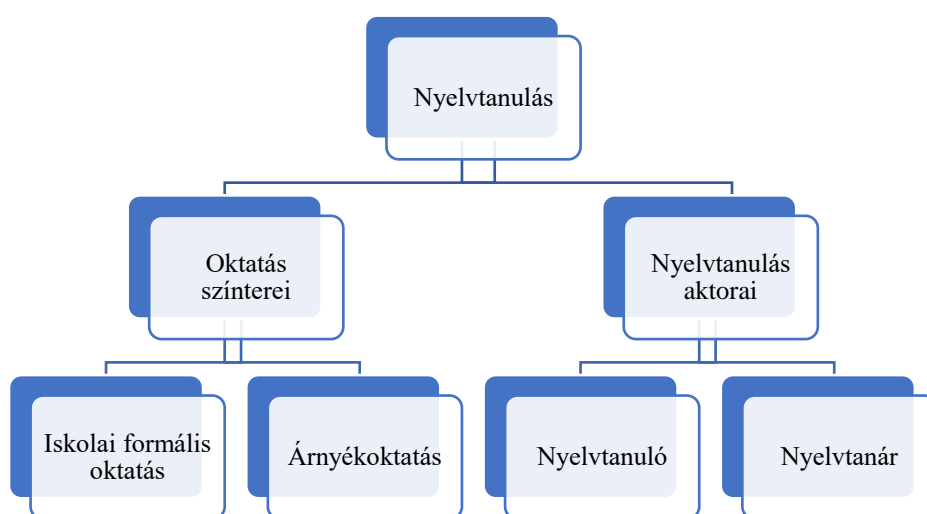 Nyelvtanulás
Oktatás
színterei
Nyelvtanulás
aktorai
Iskolai formális
oktatás
Árnyékoktatás
Nyelvtanuló
Nyelvtanár